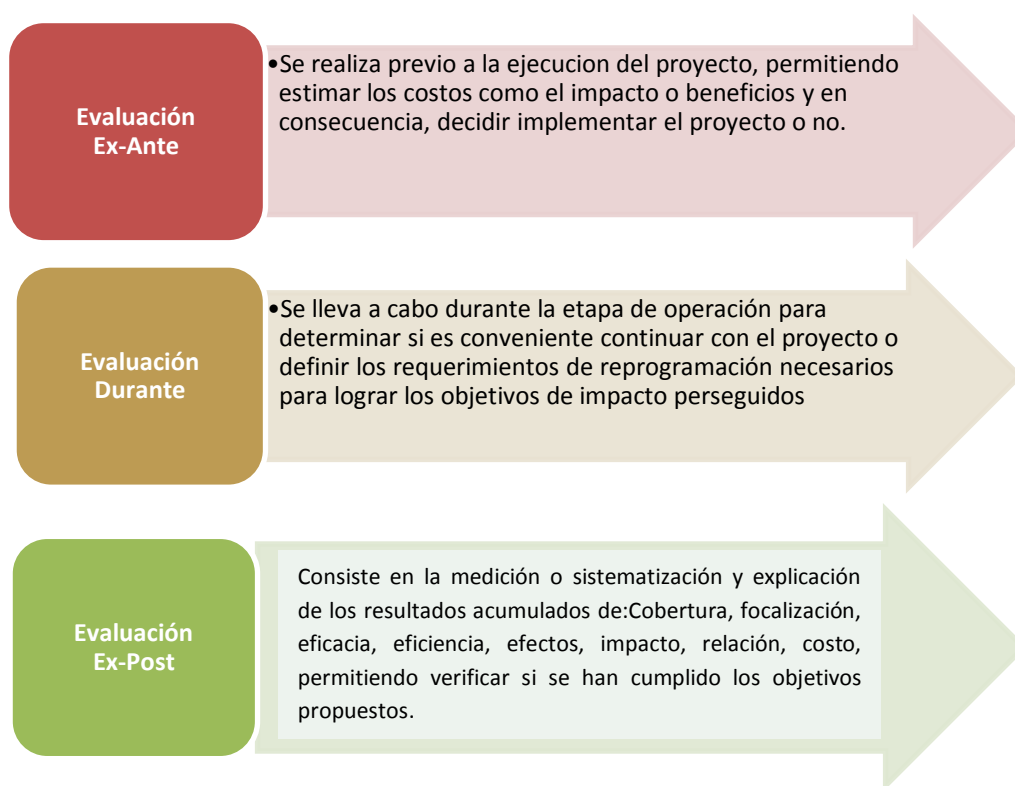 Evaluación
Ex-Ante
•Se realiza previo a la ejecucion del proyecto, permitiendo
estimar los costos como el impacto o beneficios y en
consecuencia, decidir implementar el proyecto o no.
Evaluación
Durante
•Se lleva a cabo durante la etapa de operación para
determinar si es conveniente continuar con el proyecto o
definir los requerimientos de reprogramación necesarios
para lograr los objetivos de impacto perseguidos
Evaluación
Ex-Post
Consiste en la medición o sistematización y explicación
de los resultados acumulados de:Cobertura, focalización,
eficacia, eficiencia, efectos, impacto, relación, costo,
permitiendo verificar si se han cumplido los objetivos
propuestos.